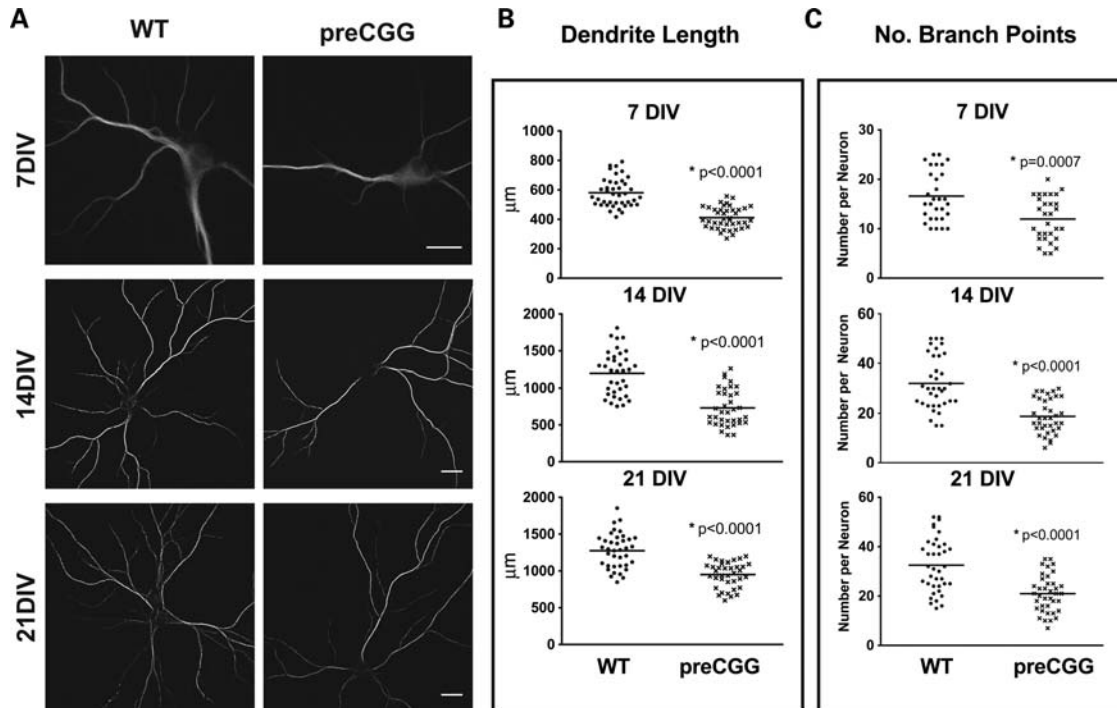 A
WT
preCGG
7DIV
14DIV
21DIV
B
Dendrite Length
7 DIV
1000
800
600
400
200
0
µm
* p<0.0001
14 DIV
2000
1500
1000
500
0
µm
* p<0.0001
21 DIV
2000
1500
1000
500
0
µm
* p<0.0001
WT
preCGG
C
No. Branch Points
7 DIV
30
20
10
0
Number per Neuron
* p=0.0007
14 DIV
60
40
20
0
Number per Neuron
* p<0.0001
21 DIV
60
40
20
0
Number per Neuron
* p<0.0001
WT
preCGG